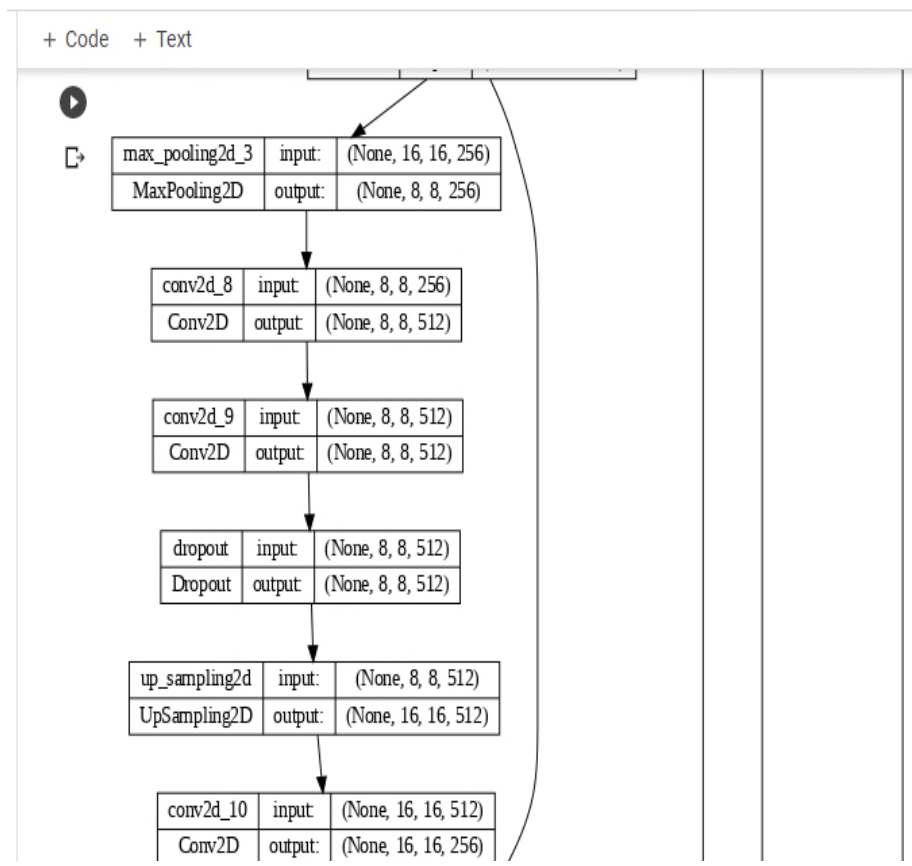 + Code + Text
max_pooling2d_3 input: (None, 16, 16, 256)
MaxPooling2D output: (None, 8, 8, 256)
conv2d_8 input: (None, 8, 8, 256)
Conv2D output: (None, 8, 8, 512)
conv2d_9 input: (None, 8, 8, 512)
Conv2D output: (None, 8, 8, 512)
dropout input: (None, 8, 8, 512)
Dropout output: (None, 8, 8, 512)
up_sampling2d input: (None, 8, 8, 512)
UpSampling2D output: (None, 16, 16, 512)
conv2d_10 input: (None, 16, 16, 512)
Conv2D output: (None, 16, 16, 256)